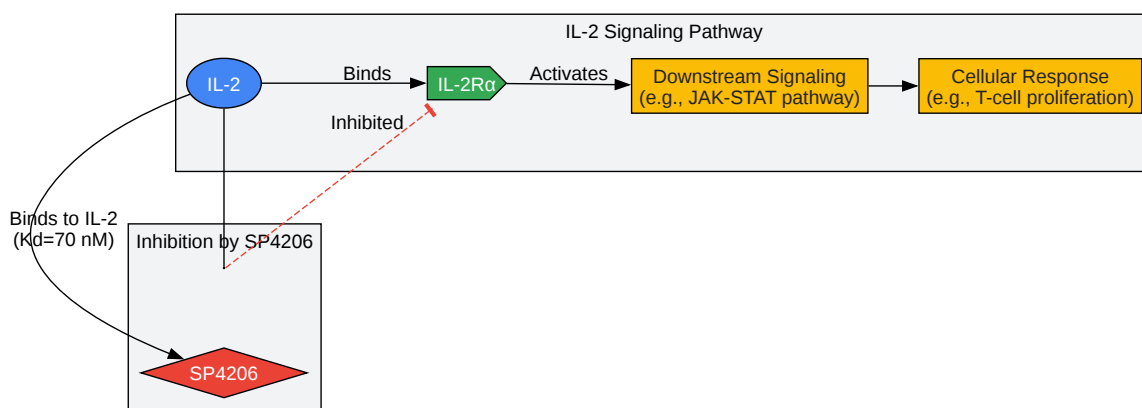 IL-2 Signaling Pathway
IL-2
Binds
IL-2Rα
Activates
Downstream Signaling
(e.g., JAK-STAT pathway)
Cellular Response
(e.g., T-cell proliferation)
Inhibited
Binds to IL-2
(Kd=70 nM)
Inhibition by SP4206
SP4206